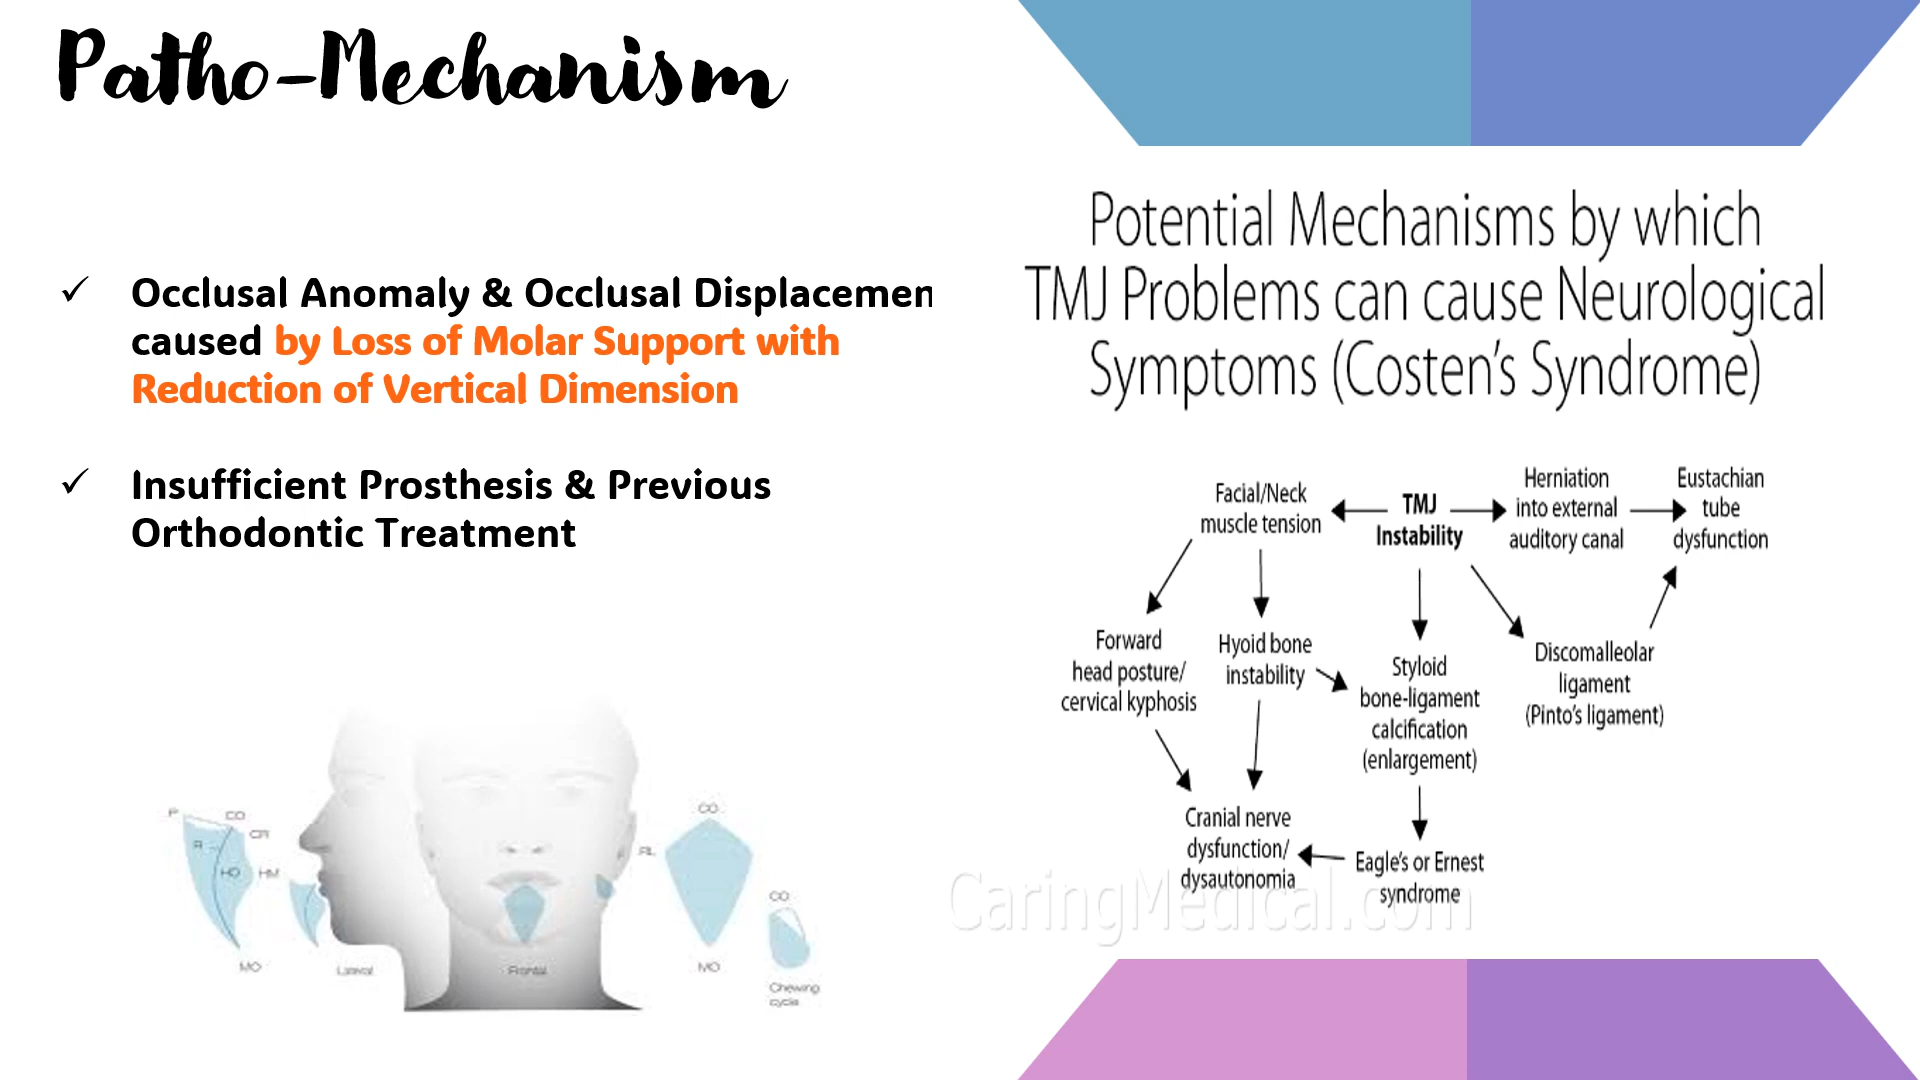 Patho-Mechanism
✓ Occlusal Anomaly & Occlusal Displacemen
caused by Loss of Molar Support with
Reduction of Vertical Dimension
✓ Insufficient Prosthesis & Previous
Orthodontic Treatment
P
CO
CR
R
HO
HM
MO
Lateral
Frontal
RL
CO
MO
CO
Chewing
cycle
Potential Mechanisms by which
TMJ Problems can cause Neurological
Symptoms (Costen's Syndrome)
Facial/Neck
muscle tension
TMJ
Instability
Herniation
into external
auditory canal
Eustachian
tube
dysfunction
Forward
head posture/
cervical kyphosis
Hyoid bone
instability
Styloid
bone-ligament
calcification
(enlargement)
Discomalleolar
ligament
(Pinto's ligament)
Cranial nerve
dysfunction/
dysautonomia
Eagle's or Ernest
syndrome
CaringMedical.com